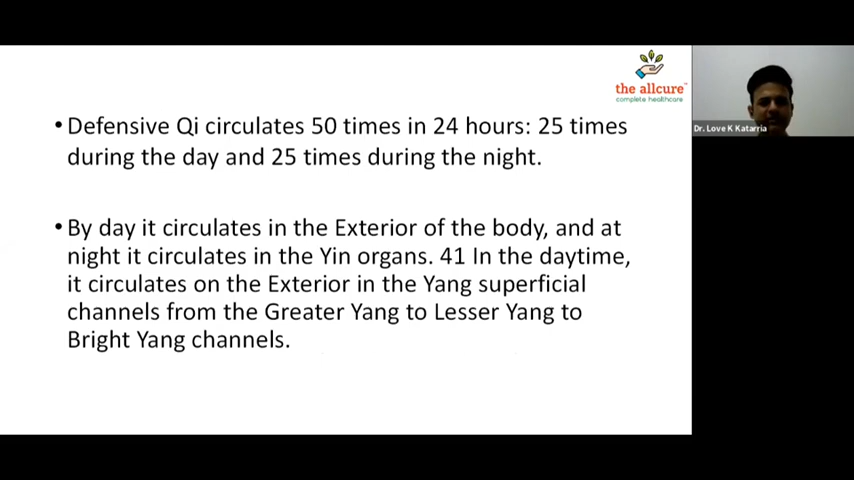 the allcure™
complete healthcare
• Defensive Qi circulates 50 times in 24 hours: 25 times
during the day and 25 times during the night.
• By day it circulates in the Exterior of the body, and at
night it circulates in the Yin organs. 41 In the daytime,
it circulates on the Exterior in the Yang superficial
channels from the Greater Yang to Lesser Yang to
Bright Yang channels.
Dr. Love K Katarria